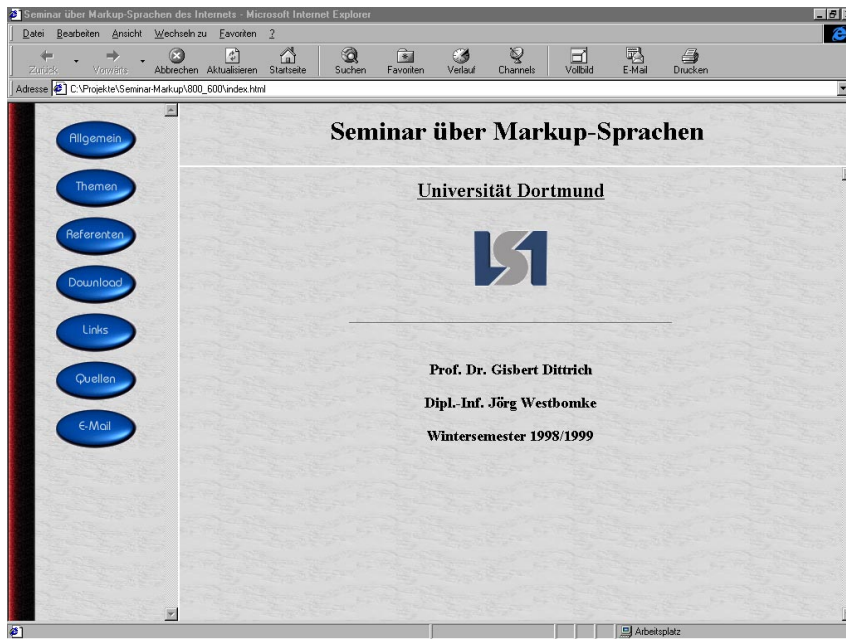 Seminar über Markup-Sprachen des Internets - Microsoft Internet Explorer
Datei Bearbeiten Ansicht Wechseln zu Favoriten ?
Zurück Vorwärts Abbrechen Aktualisieren Startseite Suchen Favoriten Verlauf Channels Vollbild E-Mail Drucken
Adresse C:\Projekte\Seminar-Markup\800_600\index.html
Allgemein
Themen
Referenten
Download
Links
Quellen
E-Mail
Seminar über Markup-Sprachen
Universität Dortmund
LS1
Prof. Dr. Gisbert Dittrich
Dipl.-Inf. Jörg Westbomke
Wintersemester 1998/1999
Arbeitsplatz